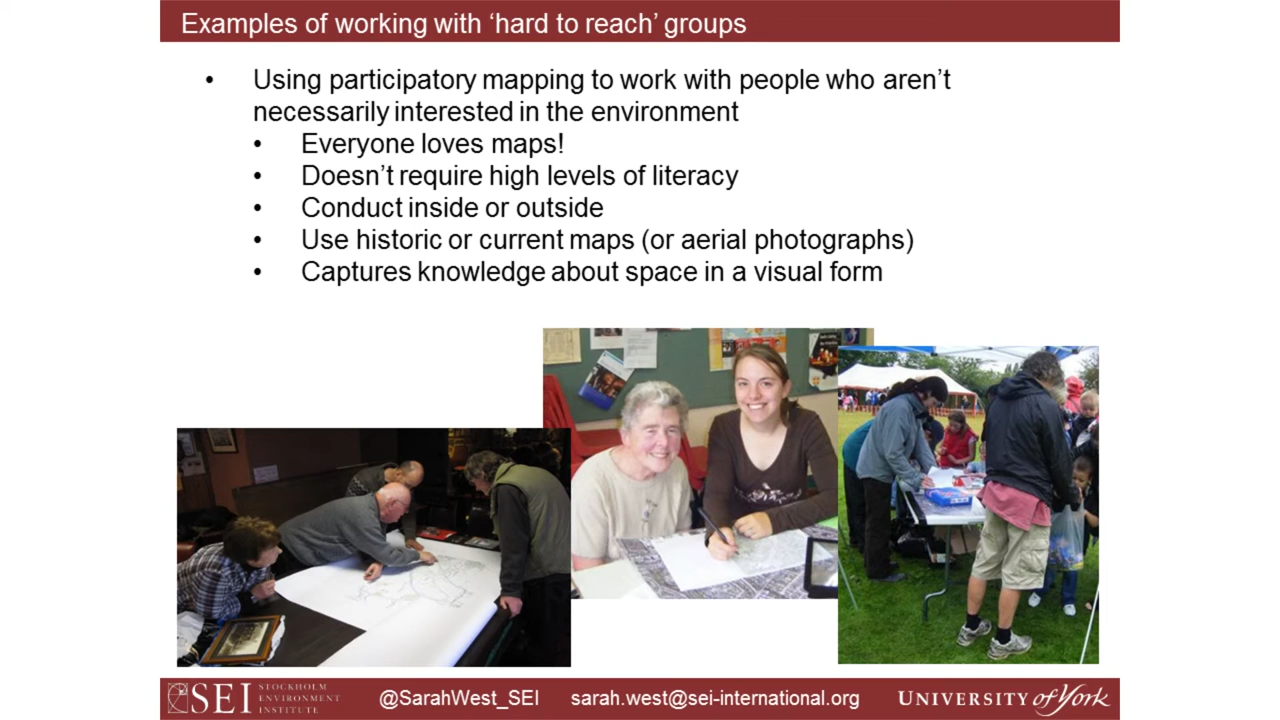 Examples of working with ‘hard to reach’ groups
• Using participatory mapping to work with people who aren’t
necessarily interested in the environment
• Everyone loves maps!
• Doesn’t require high levels of literacy
• Conduct inside or outside
• Use historic or current maps (or aerial photographs)
• Captures knowledge about space in a visual form
SEI
STOCKHOLM
ENVIRONMENT
INSTITUTE
@SarahWest_SEI
sarah.west@sei-international.org
UNIVERSITY of York